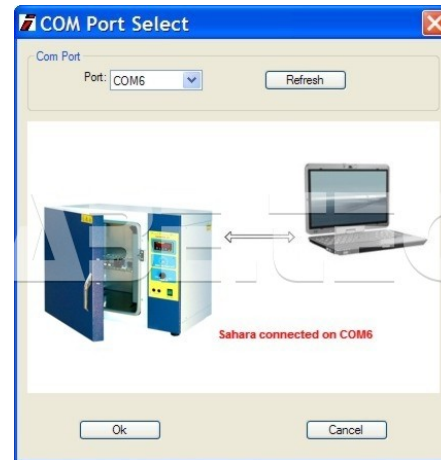 COM Port Select
Com Port
Port: COM6
Refresh
Sahara connected on COM6
Ok
Cancel